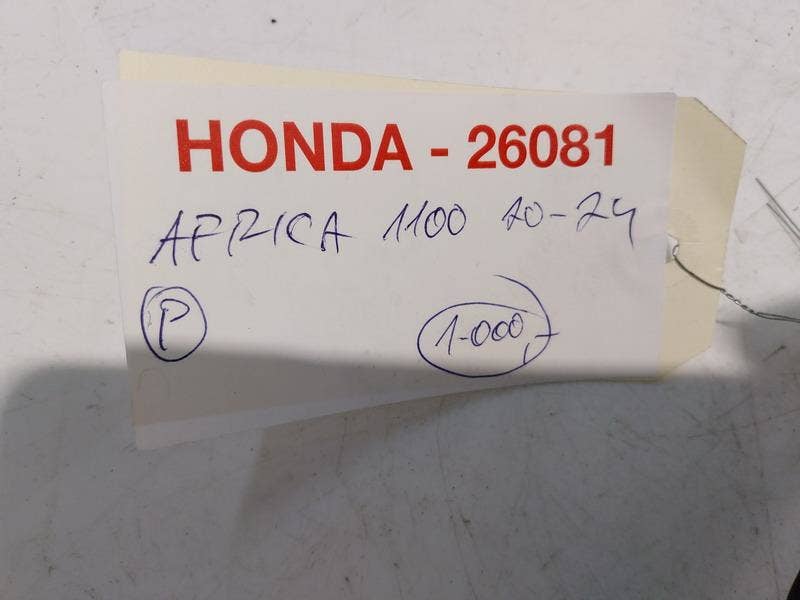 HONDA - 26081
AFRICA 1100 20-24
P
1-000,-